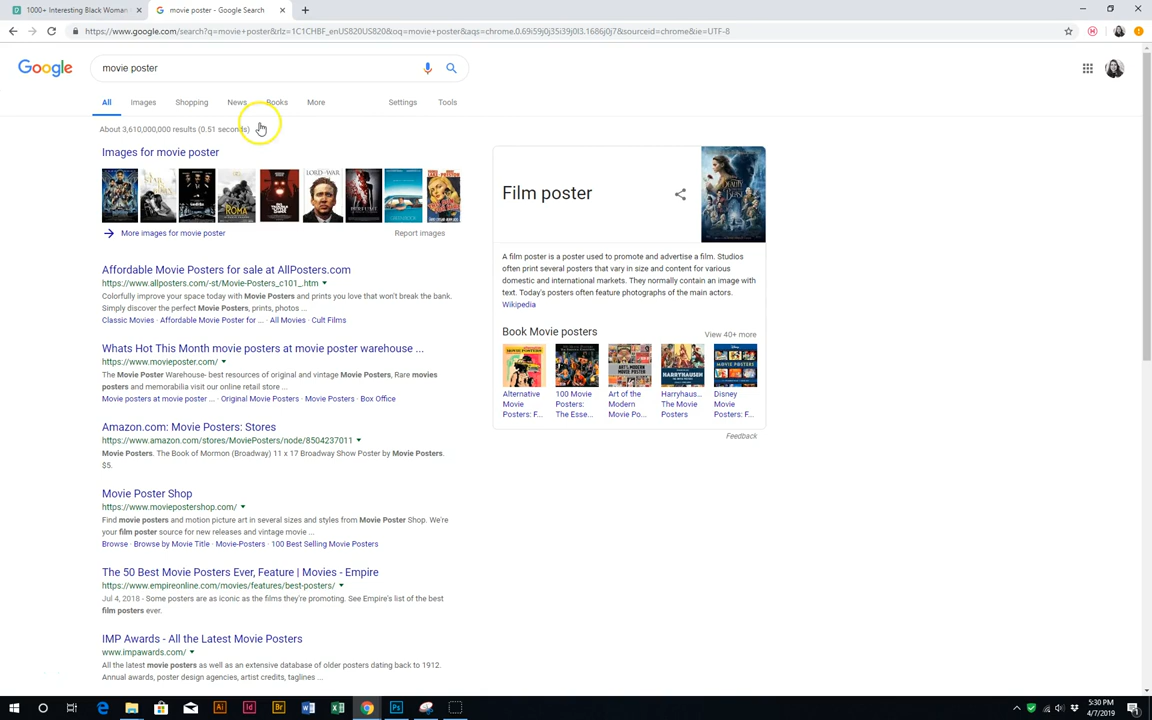 1000+ Interesting Black Woman
movie poster - Google Search
https://www.google.com/search?q=movie+poster&rlz=1C1CHBF_enUS820US820&oq=movie+poster&aqs=chrome.0.69i59j0j35i39j0l3.1686j0j7&sourceid=chrome&ie=UTF-8
Google
movie poster
All Images Shopping News Books More Settings Tools
About 3,610,000,000 results (0.51 seconds)
Images for movie poster
ROMA
LORD OF WAR
PERFUME
More images for movie poster
Report images
Affordable Movie Posters for sale at AllPosters.com
https://www.allposters.com/-st/Movie-Posters_c101_.htm
Colorfully improve your space today with Movie Posters and prints you love that won't break the bank.
Simply discover the perfect Movie Posters, prints, photos ...
Classic Movies · Affordable Movie Poster for ... · All Movies · Cult Films
Whats Hot This Month movie posters at movie poster warehouse ...
https://www.movieposter.com/
The Movie Poster Warehouse- best resources of original and vintage Movie Posters, Rare movies
posters and memorabilia visit our online retail store ...
Movie posters at movie poster ... · Original Movie Posters · Movie Posters · Box Office
Amazon.com: Movie Posters: Stores
https://www.amazon.com/stores/MoviePosters/node/8504237011
Movie Posters. The Book of Mormon (Broadway) 11 x 17 Broadway Show Poster by Movie Posters.
$5.
Movie Poster Shop
https://www.moviepostershop.com/
Find movie posters and motion picture art in several sizes and styles from Movie Poster Shop. We're
your film poster source for new releases and vintage movie ...
Browse · Browse by Movie Title · Movie-Posters · 100 Best Selling Movie Posters
The 50 Best Movie Posters Ever, Feature | Movies - Empire
https://www.empireonline.com/movies/features/best-posters/
Jul 4, 2018 - Some posters are as iconic as the films they're promoting. See Empire's list of the best
film posters ever.
IMP Awards - All the Latest Movie Posters
www.impawards.com/
All the latest movie posters as well as an extensive database of older posters dating back to 1912.
Annual awards, poster design agencies, artist credits, taglines ...
Film poster
A film poster is a poster used to promote and advertise a film. Studios
often print several posters that vary in size and content for various
domestic and international markets. They normally contain an image with
text. Today's posters often feature photographs of the main actors.
Wikipedia
Book Movie posters
View 40+ more
Alternative Movie Posters: F...
100 Movie Posters: The Esse...
Art of the Modern Movie Po...
Harryhaus... The Movie Posters
Disney Movie Posters: F...
Feedback
Ai
Id
Br
Ps
5:30 PM
4/7/2019